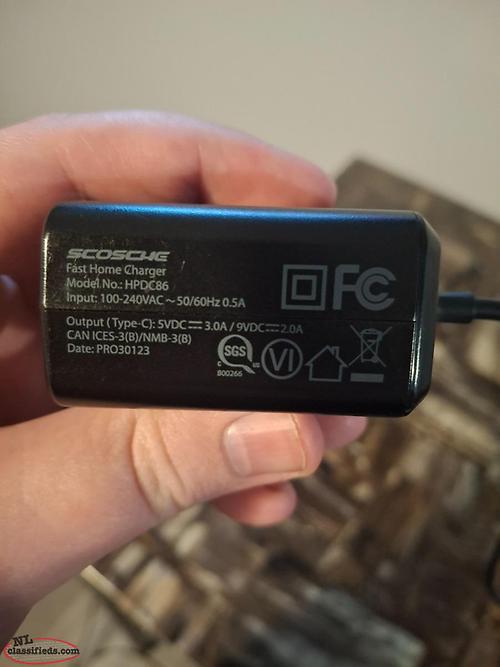 SCOSCHE
Fast Home Charger
Model No.: HPDC86
Input: 100-240VAC ~ 50/60Hz 0.5A
Output (Type-C): 5VDC⎓3.0A / 9VDC⎓2.0A
CAN ICES-3(B)/NMB-3(B)
Date: PRO30123
FC
SGS
C US
800266
VI
NL
classifieds.com